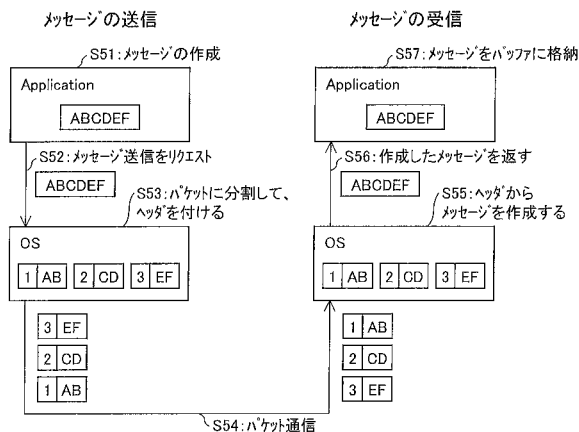 メッセージの送信
S51:メッセージの作成
Application
ABCDEF
S52:メッセージ送信をリクエスト
ABCDEF
S53:パケットに分割して、
ヘッダを付ける
OS
1 AB 2 CD 3 EF
3 EF
2 CD
1 AB
S54:パケット通信
メッセージの受信
S57:メッセージをバッファに格納
Application
ABCDEF
S56:作成したメッセージを返す
ABCDEF
S55:ヘッダから
メッセージを作成する
OS
1 AB 2 CD 3 EF
1 AB
2 CD
3 EF